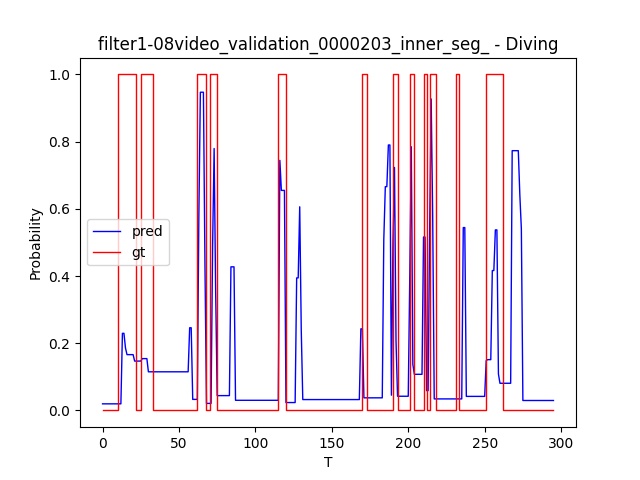 filter1-08video_validation_0000203_inner_seg_ - Diving
1.0
0.8
0.6
0.4
0.2
0.0
Probability
pred
gt
0 50 100 150 200 250 300
T